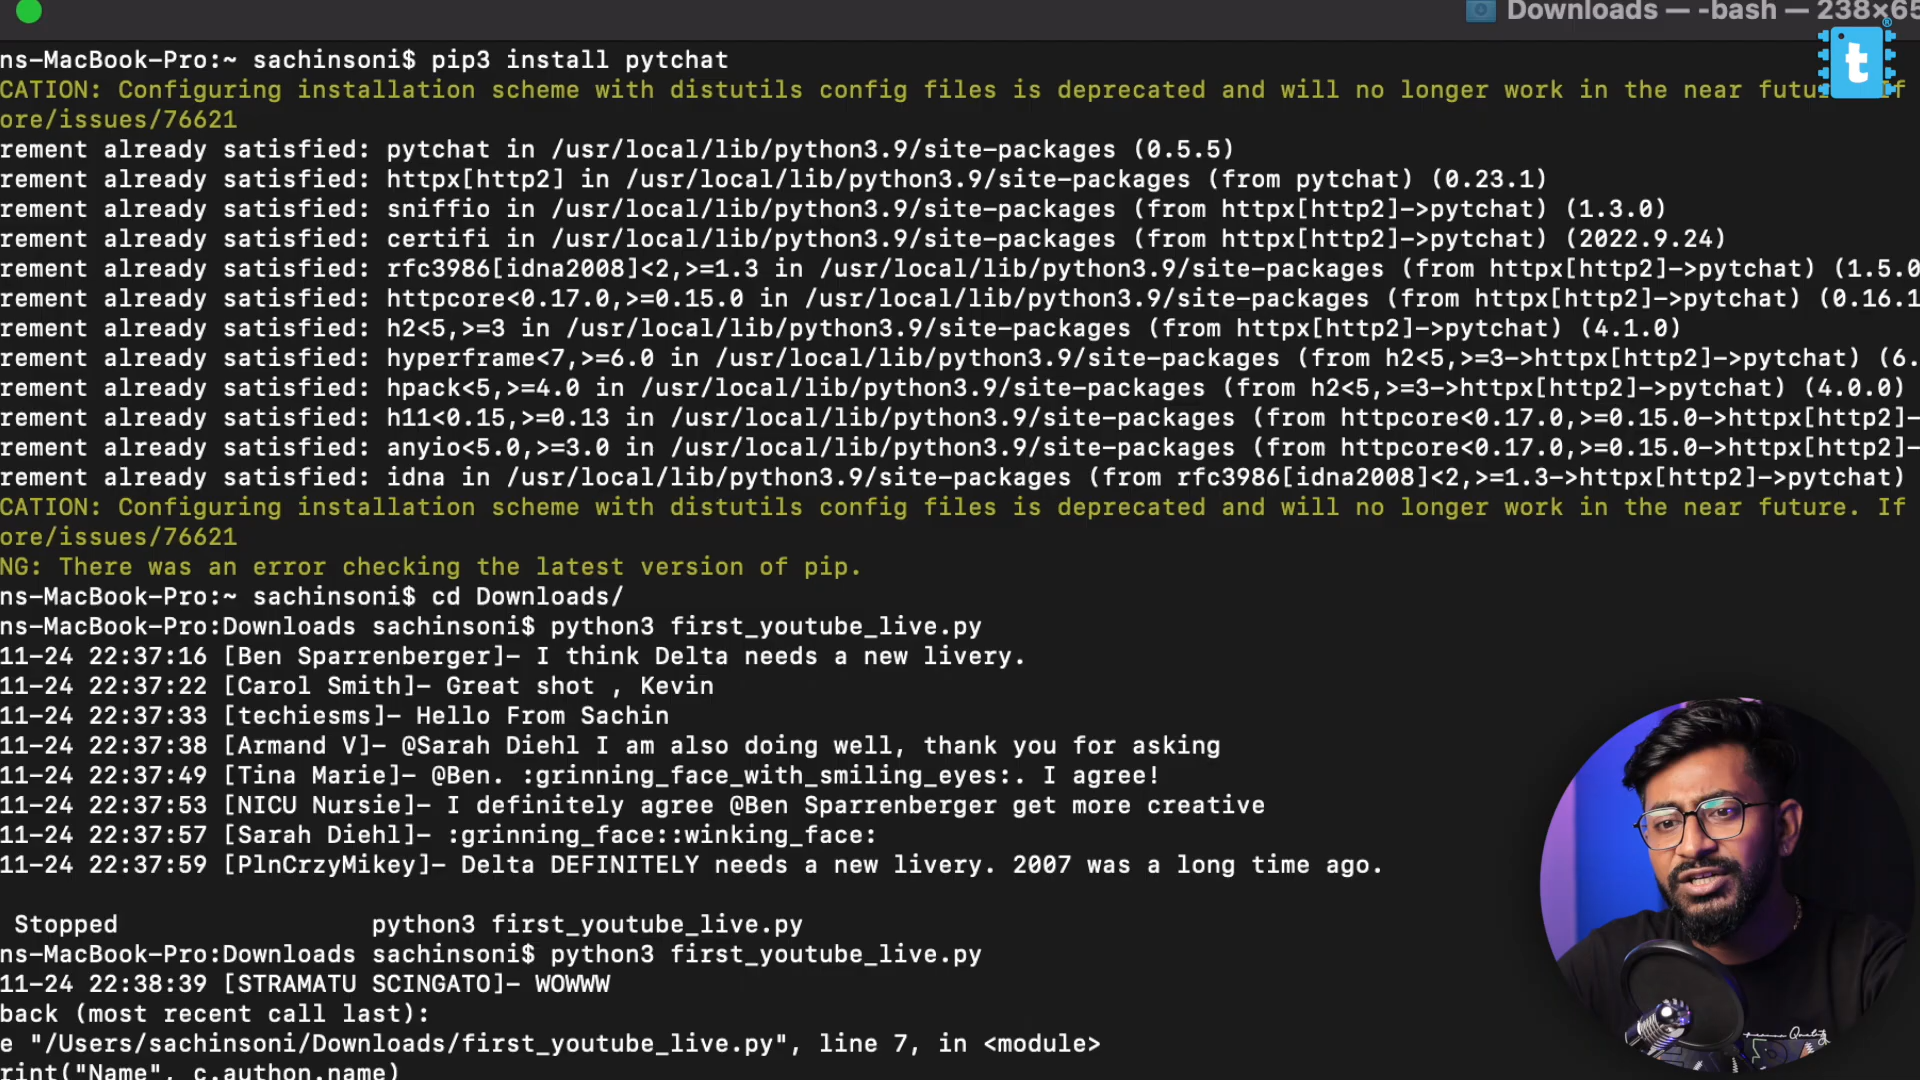 Downloads — -bash — 238×65
ns-MacBook-Pro:~ sachinsoni$ pip3 install pytchat
CATION: Configuring installation scheme with distutils config files is deprecated and will no longer work in the near futu If
ore/issues/76621
rement already satisfied: pytchat in /usr/local/lib/python3.9/site-packages (0.5.5)
rement already satisfied: httpx[http2] in /usr/local/lib/python3.9/site-packages (from pytchat) (0.23.1)
rement already satisfied: sniffio in /usr/local/lib/python3.9/site-packages (from httpx[http2]->pytchat) (1.3.0)
rement already satisfied: certifi in /usr/local/lib/python3.9/site-packages (from httpx[http2]->pytchat) (2022.9.24)
rement already satisfied: rfc3986[idna2008]<2,>=1.3 in /usr/local/lib/python3.9/site-packages (from httpx[http2]->pytchat) (1.5.0
rement already satisfied: httpcore<0.17.0,>=0.15.0 in /usr/local/lib/python3.9/site-packages (from httpx[http2]->pytchat) (0.16.1
rement already satisfied: h2<5,>=3 in /usr/local/lib/python3.9/site-packages (from httpx[http2]->pytchat) (4.1.0)
rement already satisfied: hyperframe<7,>=6.0 in /usr/local/lib/python3.9/site-packages (from h2<5,>=3->httpx[http2]->pytchat) (6.
rement already satisfied: hpack<5,>=4.0 in /usr/local/lib/python3.9/site-packages (from h2<5,>=3->httpx[http2]->pytchat) (4.0.0)
rement already satisfied: h11<0.15,>=0.13 in /usr/local/lib/python3.9/site-packages (from httpcore<0.17.0,>=0.15.0->httpx[http2]-
rement already satisfied: anyio<5.0,>=3.0 in /usr/local/lib/python3.9/site-packages (from httpcore<0.17.0,>=0.15.0->httpx[http2]-
rement already satisfied: idna in /usr/local/lib/python3.9/site-packages (from rfc3986[idna2008]<2,>=1.3->httpx[http2]->pytchat)
CATION: Configuring installation scheme with distutils config files is deprecated and will no longer work in the near future. If
ore/issues/76621
NG: There was an error checking the latest version of pip.
ns-MacBook-Pro:~ sachinsoni$ cd Downloads/
ns-MacBook-Pro:Downloads sachinsoni$ python3 first_youtube_live.py
11-24 22:37:16 [Ben Sparrenberger]- I think Delta needs a new livery.
11-24 22:37:22 [Carol Smith]- Great shot , Kevin
11-24 22:37:33 [techiesms]- Hello From Sachin
11-24 22:37:38 [Armand V]- @Sarah Diehl I am also doing well, thank you for asking
11-24 22:37:49 [Tina Marie]- @Ben. :grinning_face_with_smiling_eyes:. I agree!
11-24 22:37:53 [NICU Nursie]- I definitely agree @Ben Sparrenberger get more creative
11-24 22:37:57 [Sarah Diehl]- :grinning_face::winking_face:
11-24 22:37:59 [PlnCrzyMikey]- Delta DEFINITELY needs a new livery. 2007 was a long time ago.
Stopped python3 first_youtube_live.py
ns-MacBook-Pro:Downloads sachinsoni$ python3 first_youtube_live.py
11-24 22:38:39 [STRAMATU SCINGATO]- WOWWW
back (most recent call last):
e "/Users/sachinsoni/Downloads/first_youtube_live.py", line 7, in <module>
rint("Name", c.authon.name)
t